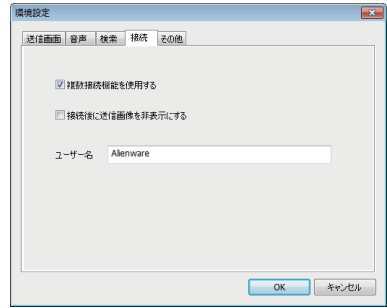 環境設定
送信画面 音声 検索 接続 その他
複数接続機能を使用する
接続後に送信画像を非表示にする
ユーザー名 Alienware
OK キャンセル